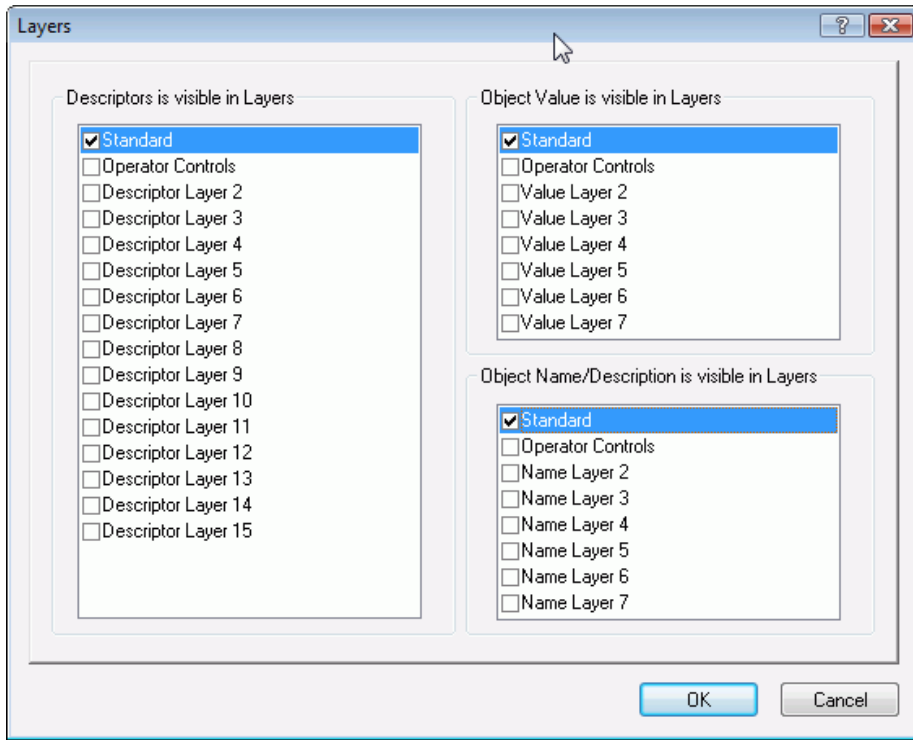 Layers
Descriptors is visible in Layers
Standard
Operator Controls
Descriptor Layer 2
Descriptor Layer 3
Descriptor Layer 4
Descriptor Layer 5
Descriptor Layer 6
Descriptor Layer 7
Descriptor Layer 8
Descriptor Layer 9
Descriptor Layer 10
Descriptor Layer 11
Descriptor Layer 12
Descriptor Layer 13
Descriptor Layer 14
Descriptor Layer 15
Object Value is visible in Layers
Standard
Operator Controls
Value Layer 2
Value Layer 3
Value Layer 4
Value Layer 5
Value Layer 6
Value Layer 7
Object Name/Description is visible in Layers
Standard
Operator Controls
Name Layer 2
Name Layer 3
Name Layer 4
Name Layer 5
Name Layer 6
Name Layer 7
OK
Cancel